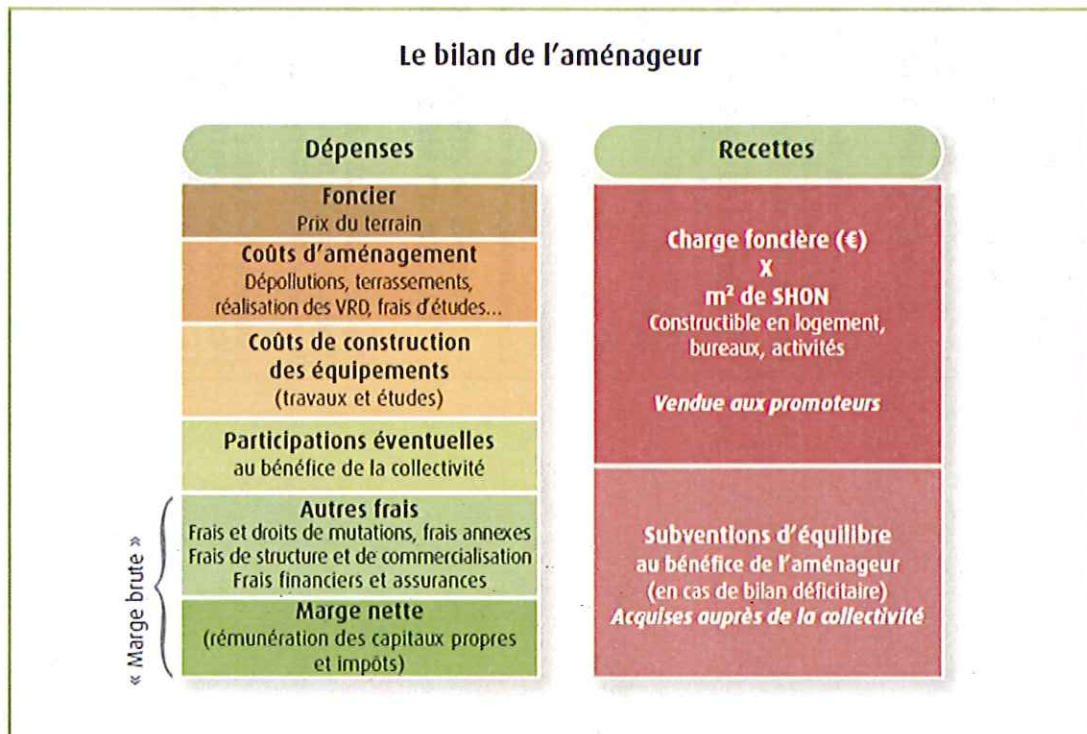 Le bilan de l'aménageur
Dépenses
Foncier
Prix du terrain
Coûts d'aménagement
Dépollutions, terrassements,
réalisation des VRD, frais d'études...
Coûts de construction
des équipements
(travaux et études)
Participations éventuelles
au bénéfice de la collectivité
« Marge brute »
Autres frais
Frais et droits de mutations, frais annexes
Frais de structure et de commercialisation
Frais financiers et assurances
Marge nette
(rémunération des capitaux propres
et impôts)
Recettes
Charge foncière (€)
X
m² de SHON
Constructible en logement,
bureaux, activités
Vendue aux promoteurs
Subventions d'équilibre
au bénéfice de l'aménageur
(en cas de bilan déficitaire)
Acquises auprès de la collectivité